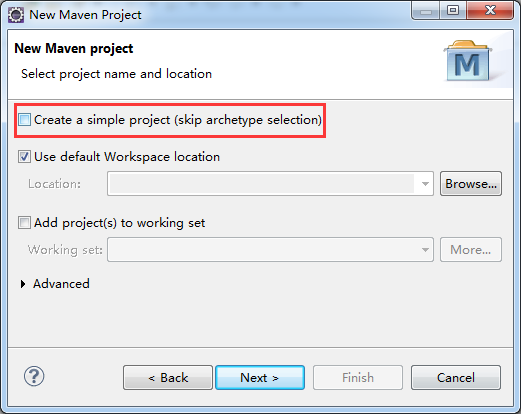 New Maven Project
New Maven project
Select project name and location
M
Create a simple project (skip archetype selection)
Use default Workspace location
Location:
Browse...
Add project(s) to working set
Working set:
More...
Advanced
?
< Back
Next >
Finish
Cancel